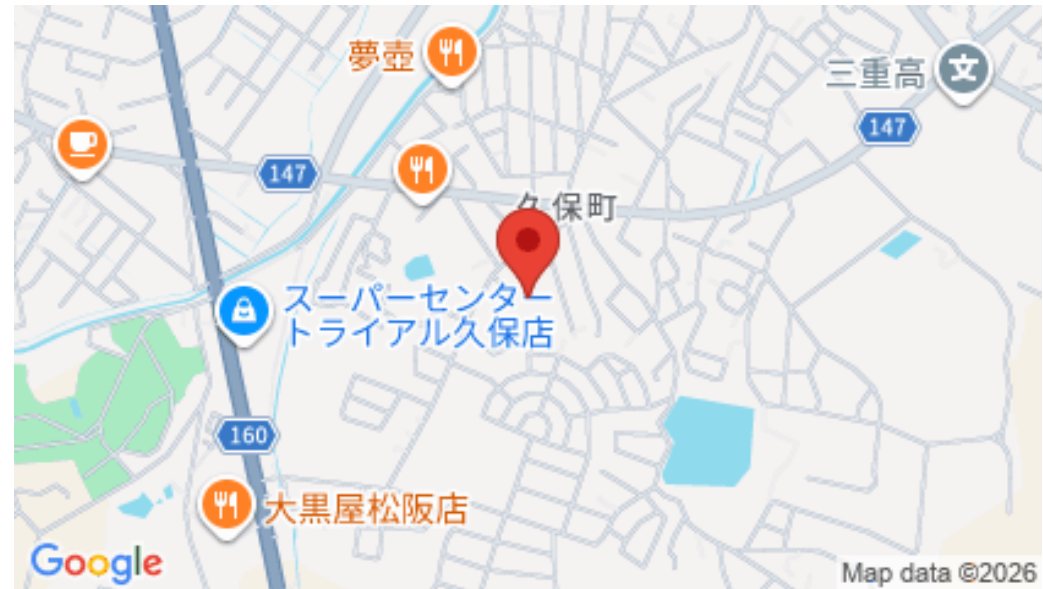 夢壺
三重高
文
147
147
久保町
スーパーセンター
トライアル久保店
160
大黒屋松阪店
Google
Map data ©2026